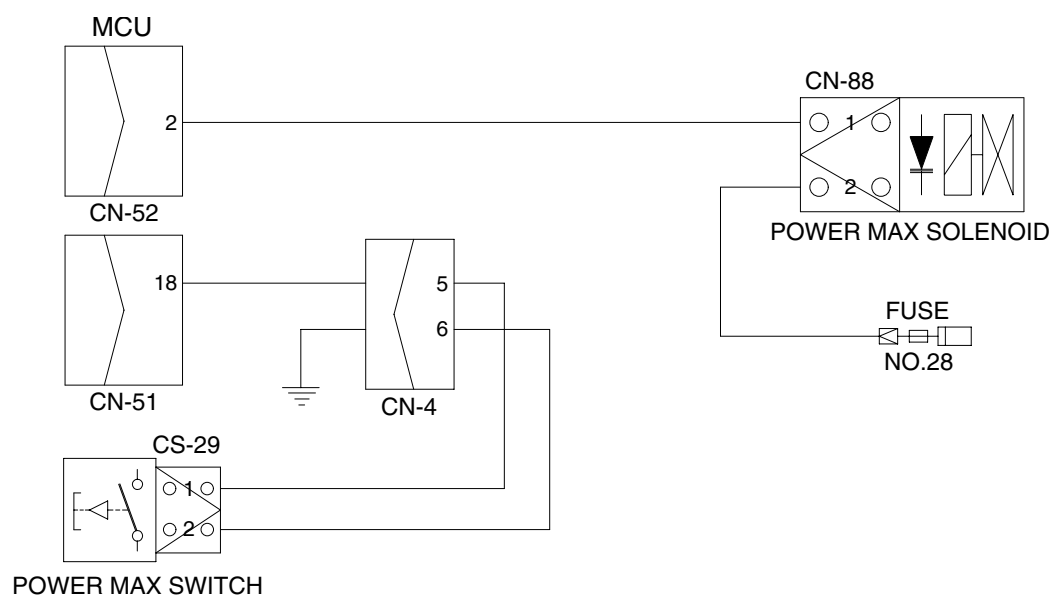 MCU
2
CN-52
CN-88
1
2
POWER MAX SOLENOID
18
CN-51
5
6
CN-4
FUSE
NO.28
CS-29
1
2
POWER MAX SWITCH